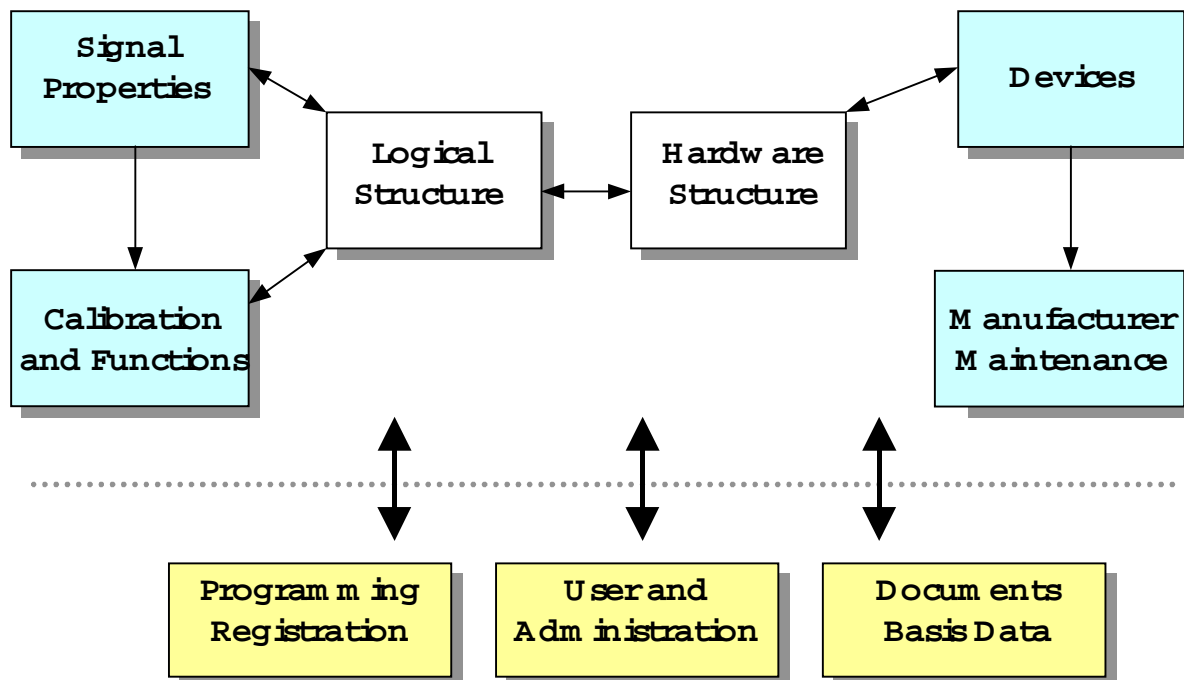 Signal
Properties
Devices
Logical
Structure
Hardware
Structure
Calibration
and Functions
Manufacturer
Maintenance
Programming
Registration
User and
Administration
Documents
Basis Data